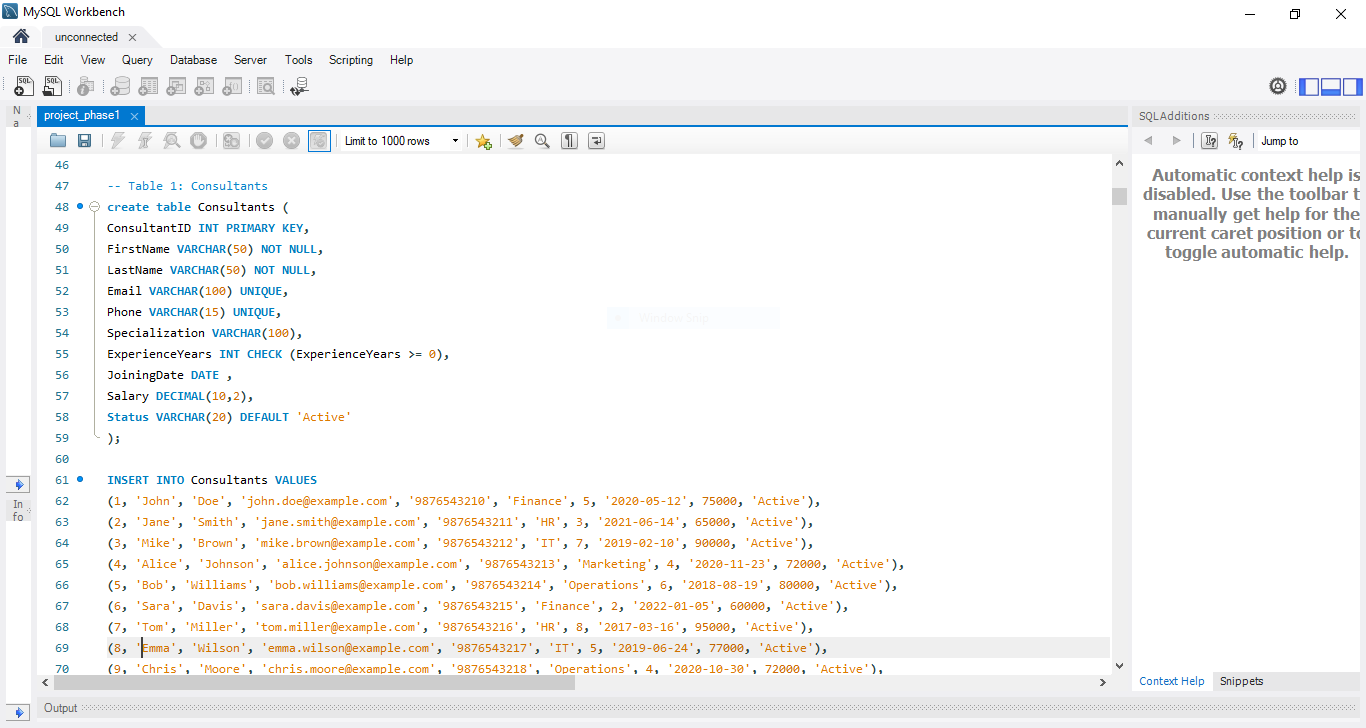 MySQL Workbench
unconnected
File Edit View Query Database Server Tools Scripting Help
SQL SQL
N
a
project_phase1
SQLAdditions
Limit to 1000 rows
Jump to
46
47 -- Table 1: Consultants
48 create table Consultants (
49 ConsultantID INT PRIMARY KEY,
50 FirstName VARCHAR(50) NOT NULL,
51 LastName VARCHAR(50) NOT NULL,
52 Email VARCHAR(100) UNIQUE,
53 Phone VARCHAR(15) UNIQUE,
54 Specialization VARCHAR(100),
55 ExperienceYears INT CHECK (ExperienceYears >= 0),
56 JoiningDate DATE ,
57 Salary DECIMAL(10,2),
58 Status VARCHAR(20) DEFAULT 'Active'
59 );
60
61 INSERT INTO Consultants VALUES
62 (1, 'John', 'Doe', 'john.doe@example.com', '9876543210', 'Finance', 5, '2020-05-12', 75000, 'Active'),
63 (2, 'Jane', 'Smith', 'jane.smith@example.com', '9876543211', 'HR', 3, '2021-06-14', 65000, 'Active'),
64 (3, 'Mike', 'Brown', 'mike.brown@example.com', '9876543212', 'IT', 7, '2019-02-10', 90000, 'Active'),
65 (4, 'Alice', 'Johnson', 'alice.johnson@example.com', '9876543213', 'Marketing', 4, '2020-11-23', 72000, 'Active'),
66 (5, 'Bob', 'Williams', 'bob.williams@example.com', '9876543214', 'Operations', 6, '2018-08-19', 80000, 'Active'),
67 (6, 'Sara', 'Davis', 'sara.davis@example.com', '9876543215', 'Finance', 2, '2022-01-05', 60000, 'Active'),
68 (7, 'Tom', 'Miller', 'tom.miller@example.com', '9876543216', 'HR', 8, '2017-03-16', 95000, 'Active'),
69 (8, 'Emma', 'Wilson', 'emma.wilson@example.com', '9876543217', 'IT', 5, '2019-06-24', 77000, 'Active'),
70 (9, 'Chris', 'Moore', 'chris.moore@example.com', '9876543218', 'Operations', 4, '2020-10-30', 72000, 'Active'),
Window Snip
Automatic context help is
disabled. Use the toolbar t
manually get help for the
current caret position or to
toggle automatic help.
In
fo
Context Help Snippets
Output